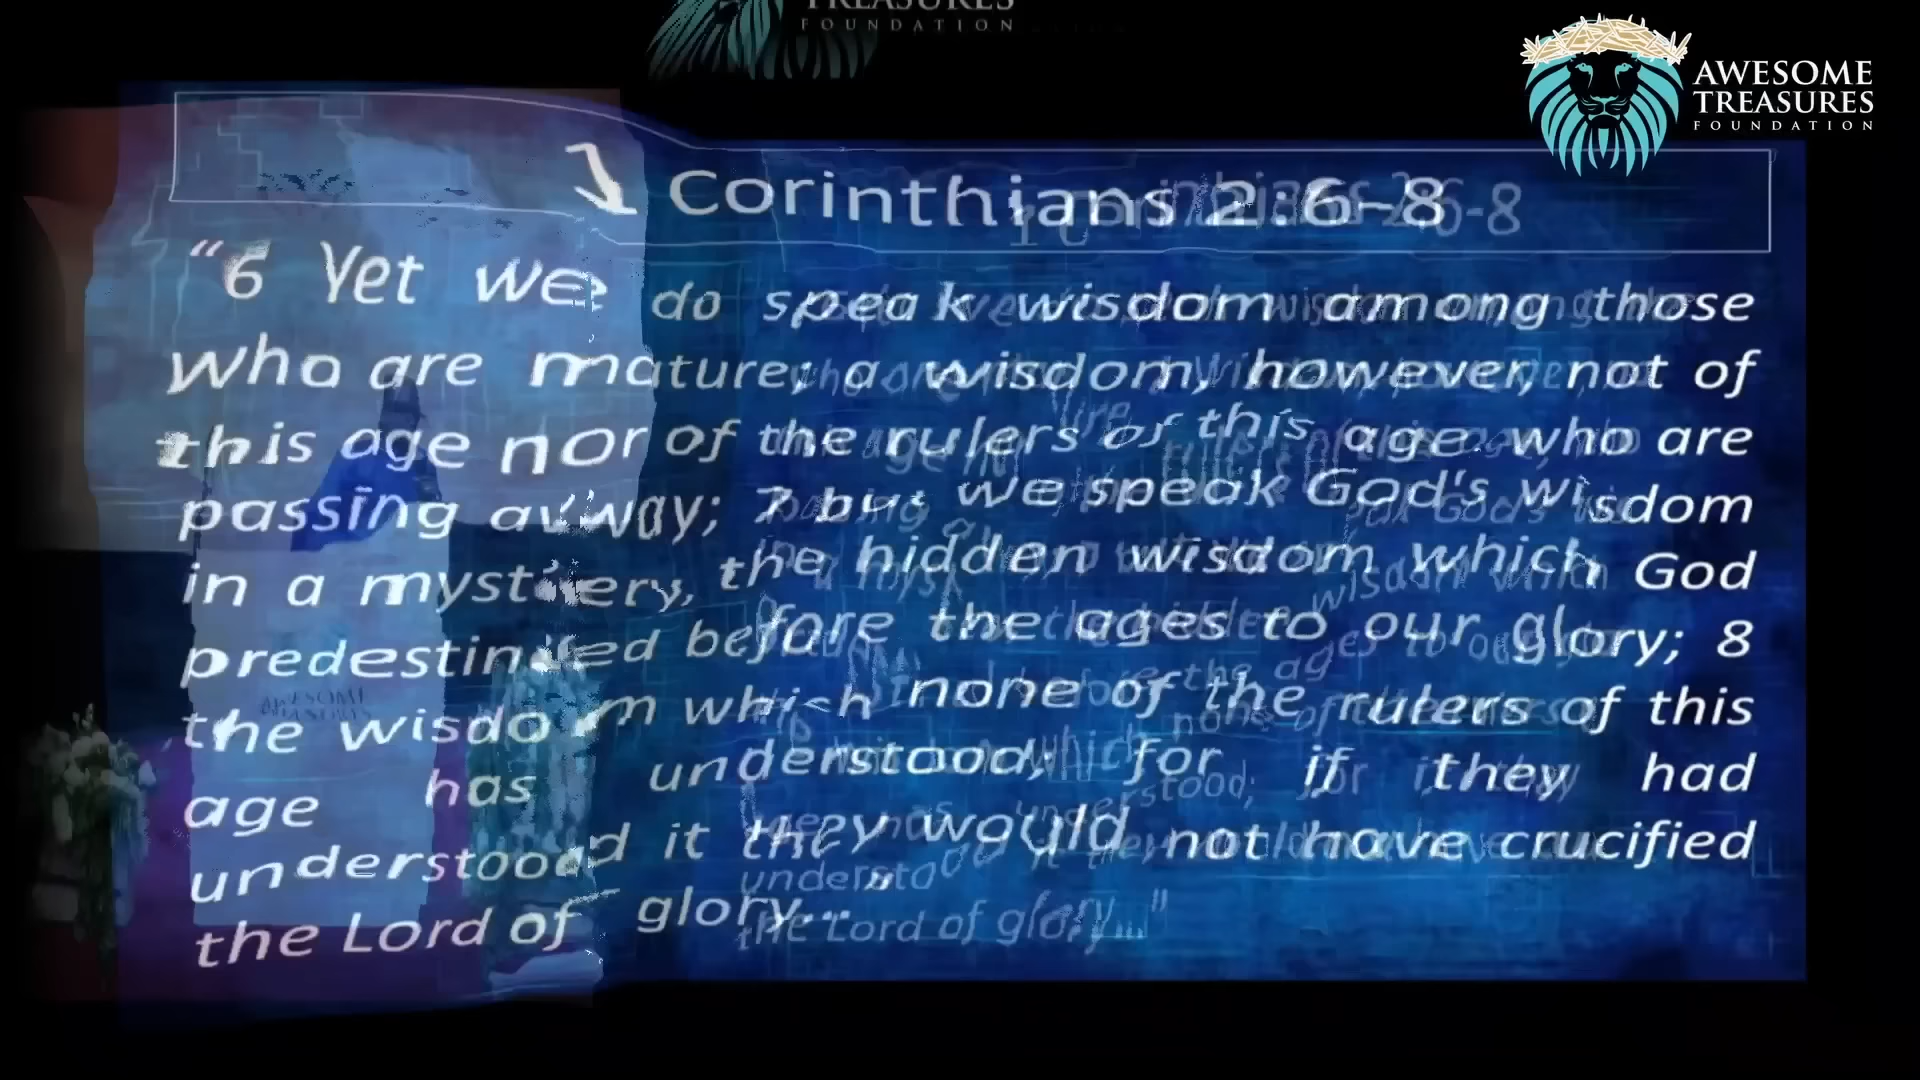 TREASURES
FOUNDATION
AWESOME
TREASURES
FOUNDATION
1 Corinthians 2:6-8
“6 Yet we do speak wisdom among those
who are mature; a wisdom, however, not of
this age nor of the rulers of this age who are
passing away; 7 but we speak God's wisdom
in a mystery, the hidden wisdom which God
predestined before the ages to our glory; 8
the wisdom which none of the rulers of this
age has understood; for if they had
understood it they would not have crucified
the Lord of glory..."